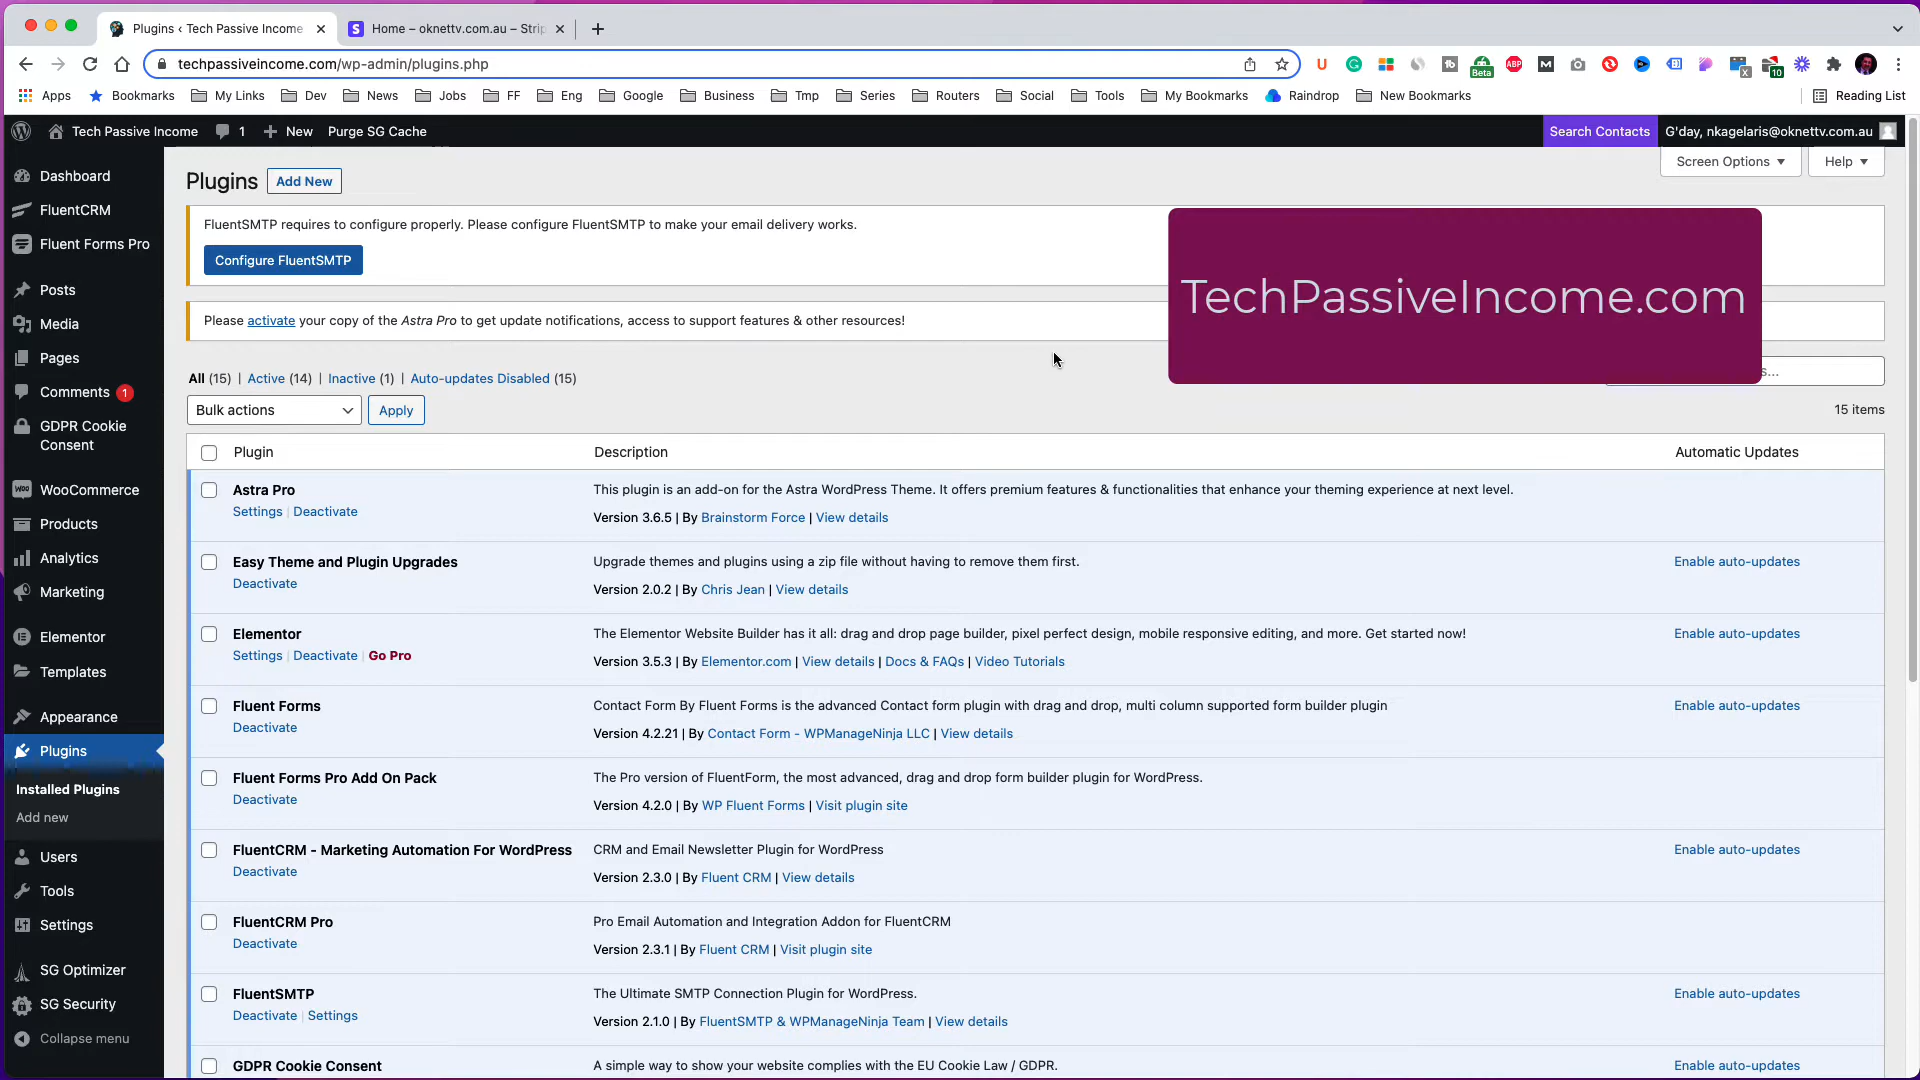 Plugins ‹ Tech Passive Income
Home – oknettv.com.au – Strip
techpassiveincome.com/wp-admin/plugins.php
Beta
ABP
X
10
Apps
Bookmarks
My Links
Dev
News
Jobs
FF
Eng
Google
Business
Tmp
Series
Routers
Social
Tools
My Bookmarks
Raindrop
New Bookmarks
Reading List
Tech Passive Income
1
New
Purge SG Cache
Search Contacts
G'day, nkagelaris@oknettv.com.au
Dashboard
FluentCRM
Fluent Forms Pro
Posts
Media
Pages
Comments 1
GDPR Cookie
Consent
WooCommerce
Products
Analytics
Marketing
Elementor
Templates
Appearance
Plugins
Installed Plugins
Add new
Users
Tools
Settings
SG Optimizer
SG Security
Collapse menu
Screen Options
Help
Plugins
Add New
FluentSMTP requires to configure properly. Please configure FluentSMTP to make your email delivery works.
Configure FluentSMTP
TechPassiveIncome.com
Please activate your copy of the Astra Pro to get update notifications, access to support features & other resources!
All (15) | Active (14) | Inactive (1) | Auto-updates Disabled (15)
s...
Bulk actions
Apply
15 items
Plugin
Description
Automatic Updates
Astra Pro
Settings | Deactivate
This plugin is an add-on for the Astra WordPress Theme. It offers premium features & functionalities that enhance your theming experience at next level.
Version 3.6.5 | By Brainstorm Force | View details
Easy Theme and Plugin Upgrades
Deactivate
Upgrade themes and plugins using a zip file without having to remove them first.
Version 2.0.2 | By Chris Jean | View details
Enable auto-updates
Elementor
Settings | Deactivate | Go Pro
The Elementor Website Builder has it all: drag and drop page builder, pixel perfect design, mobile responsive editing, and more. Get started now!
Version 3.5.3 | By Elementor.com | View details | Docs & FAQs | Video Tutorials
Enable auto-updates
Fluent Forms
Deactivate
Contact Form By Fluent Forms is the advanced Contact form plugin with drag and drop, multi column supported form builder plugin
Version 4.2.21 | By Contact Form - WPManageNinja LLC | View details
Enable auto-updates
Fluent Forms Pro Add On Pack
Deactivate
The Pro version of FluentForm, the most advanced, drag and drop form builder plugin for WordPress.
Version 4.2.0 | By WP Fluent Forms | Visit plugin site
FluentCRM - Marketing Automation For WordPress
Deactivate
CRM and Email Newsletter Plugin for WordPress
Version 2.3.0 | By Fluent CRM | View details
Enable auto-updates
FluentCRM Pro
Deactivate
Pro Email Automation and Integration Addon for FluentCRM
Version 2.3.1 | By Fluent CRM | Visit plugin site
FluentSMTP
Deactivate | Settings
The Ultimate SMTP Connection Plugin for WordPress.
Version 2.1.0 | By FluentSMTP & WPManageNinja Team | View details
Enable auto-updates
GDPR Cookie Consent
A simple way to show your website complies with the EU Cookie Law / GDPR.
Enable auto-updates